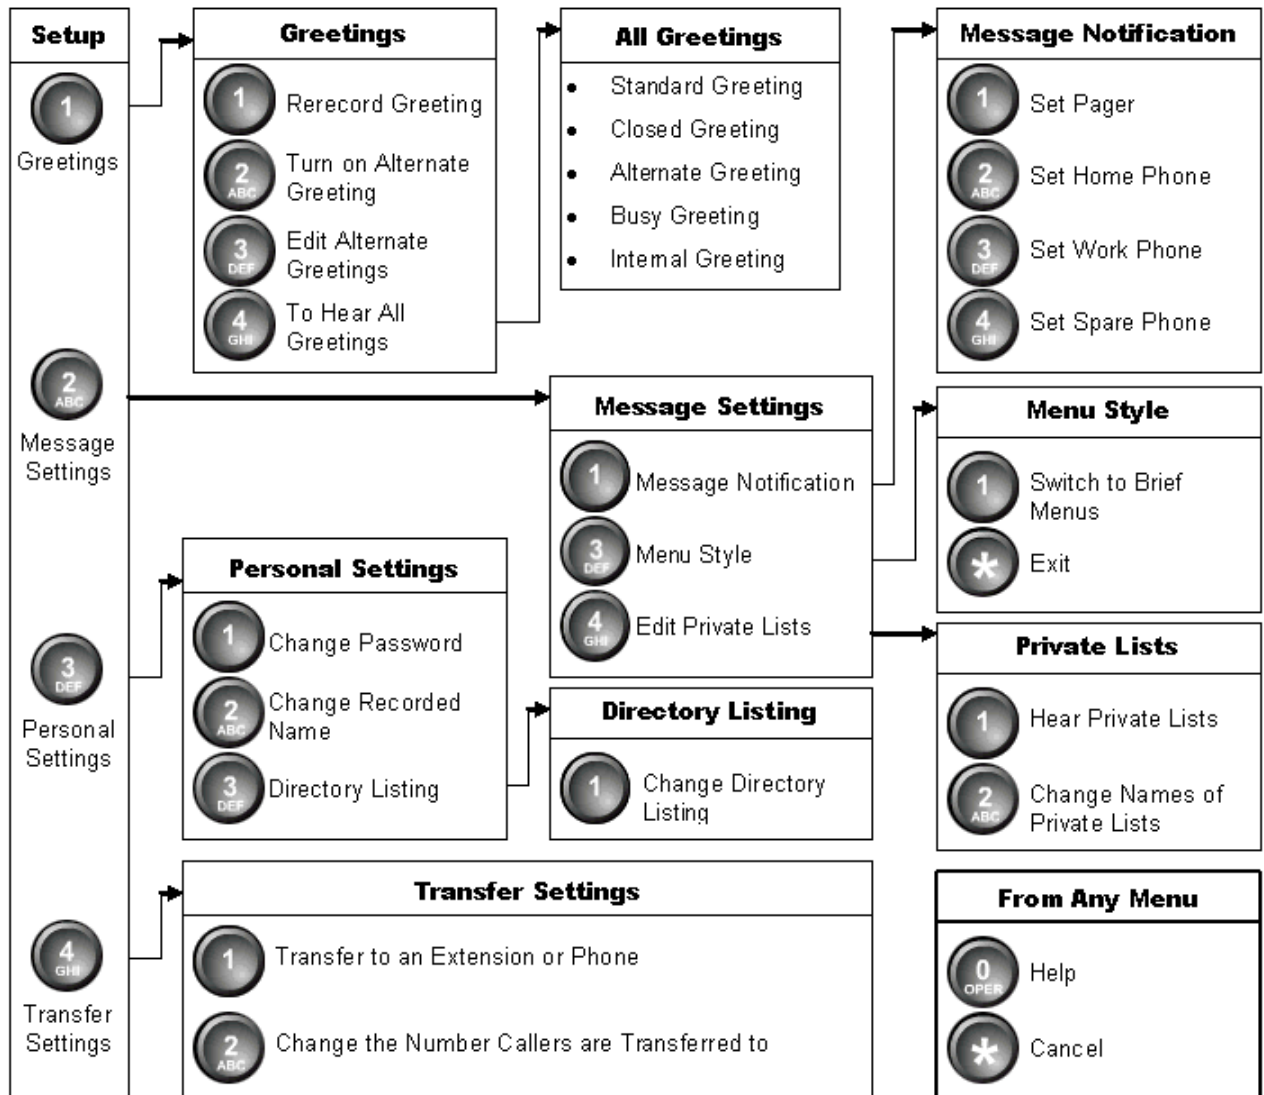 Setup
1
Greetings
2
ABC
Message
Settings
3
DEF
Personal
Settings
4
GHI
Transfer
Settings
Greetings
1
Rerecord Greeting
2
ABC
Turn on Alternate
Greeting
3
DEF
Edit Alternate
Greetings
4
GHI
To Hear All
Greetings
All Greetings
• Standard Greeting
• Closed Greeting
• Alternate Greeting
• Busy Greeting
• Internal Greeting
Message Notification
1
Set Pager
2
ABC
Set Home Phone
3
DEF
Set Work Phone
4
GHI
Set Spare Phone
Message Settings
1
Message Notification
3
DEF
Menu Style
4
GHI
Edit Private Lists
Menu Style
1
Switch to Brief
Menus
*
Exit
Personal Settings
1
Change Password
2
ABC
Change Recorded
Name
3
DEF
Directory Listing
Directory Listing
1
Change Directory
Listing
Private Lists
1
Hear Private Lists
2
ABC
Change Names of
Private Lists
Transfer Settings
1
Transfer to an Extension or Phone
2
ABC
Change the Number Callers are Transferred to
From Any Menu
0
OPER
Help
*
Cancel